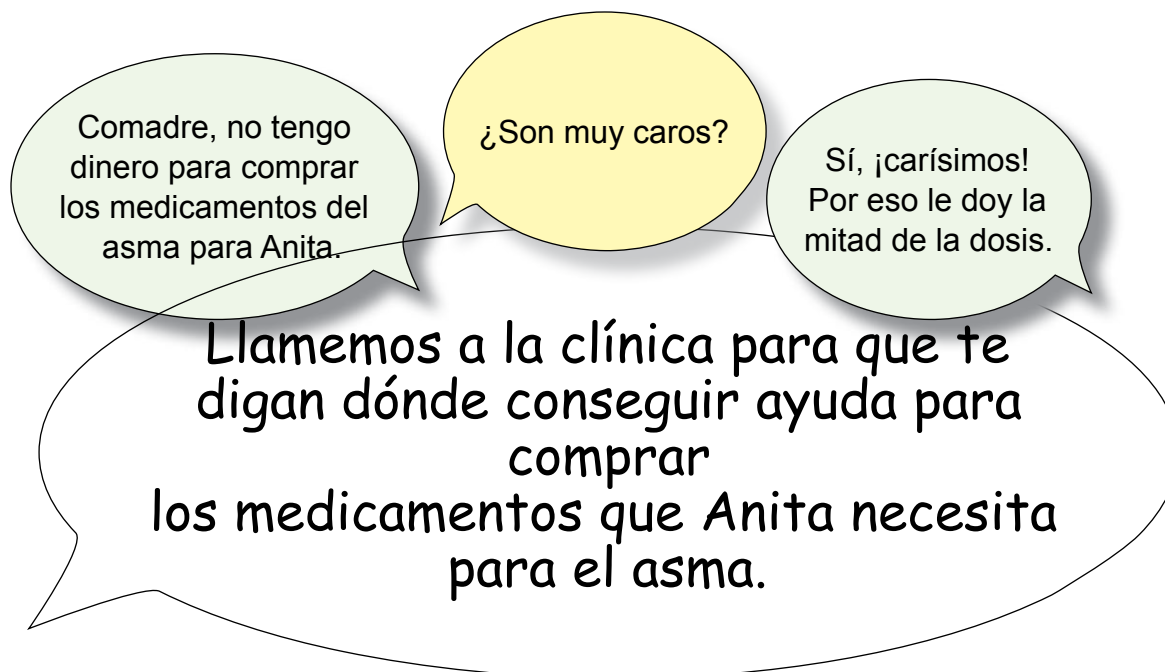 Comadre, no tengo
dinero para comprar
los medicamentos del
asma para Anita.
¿Son muy caros?
Sí, ¡carísimos!
Por eso le doy la
mitad de la dosis.
Llamemos a la clínica para que te
digan dónde conseguir ayuda para
comprar
los medicamentos que Anita necesita
para el asma.